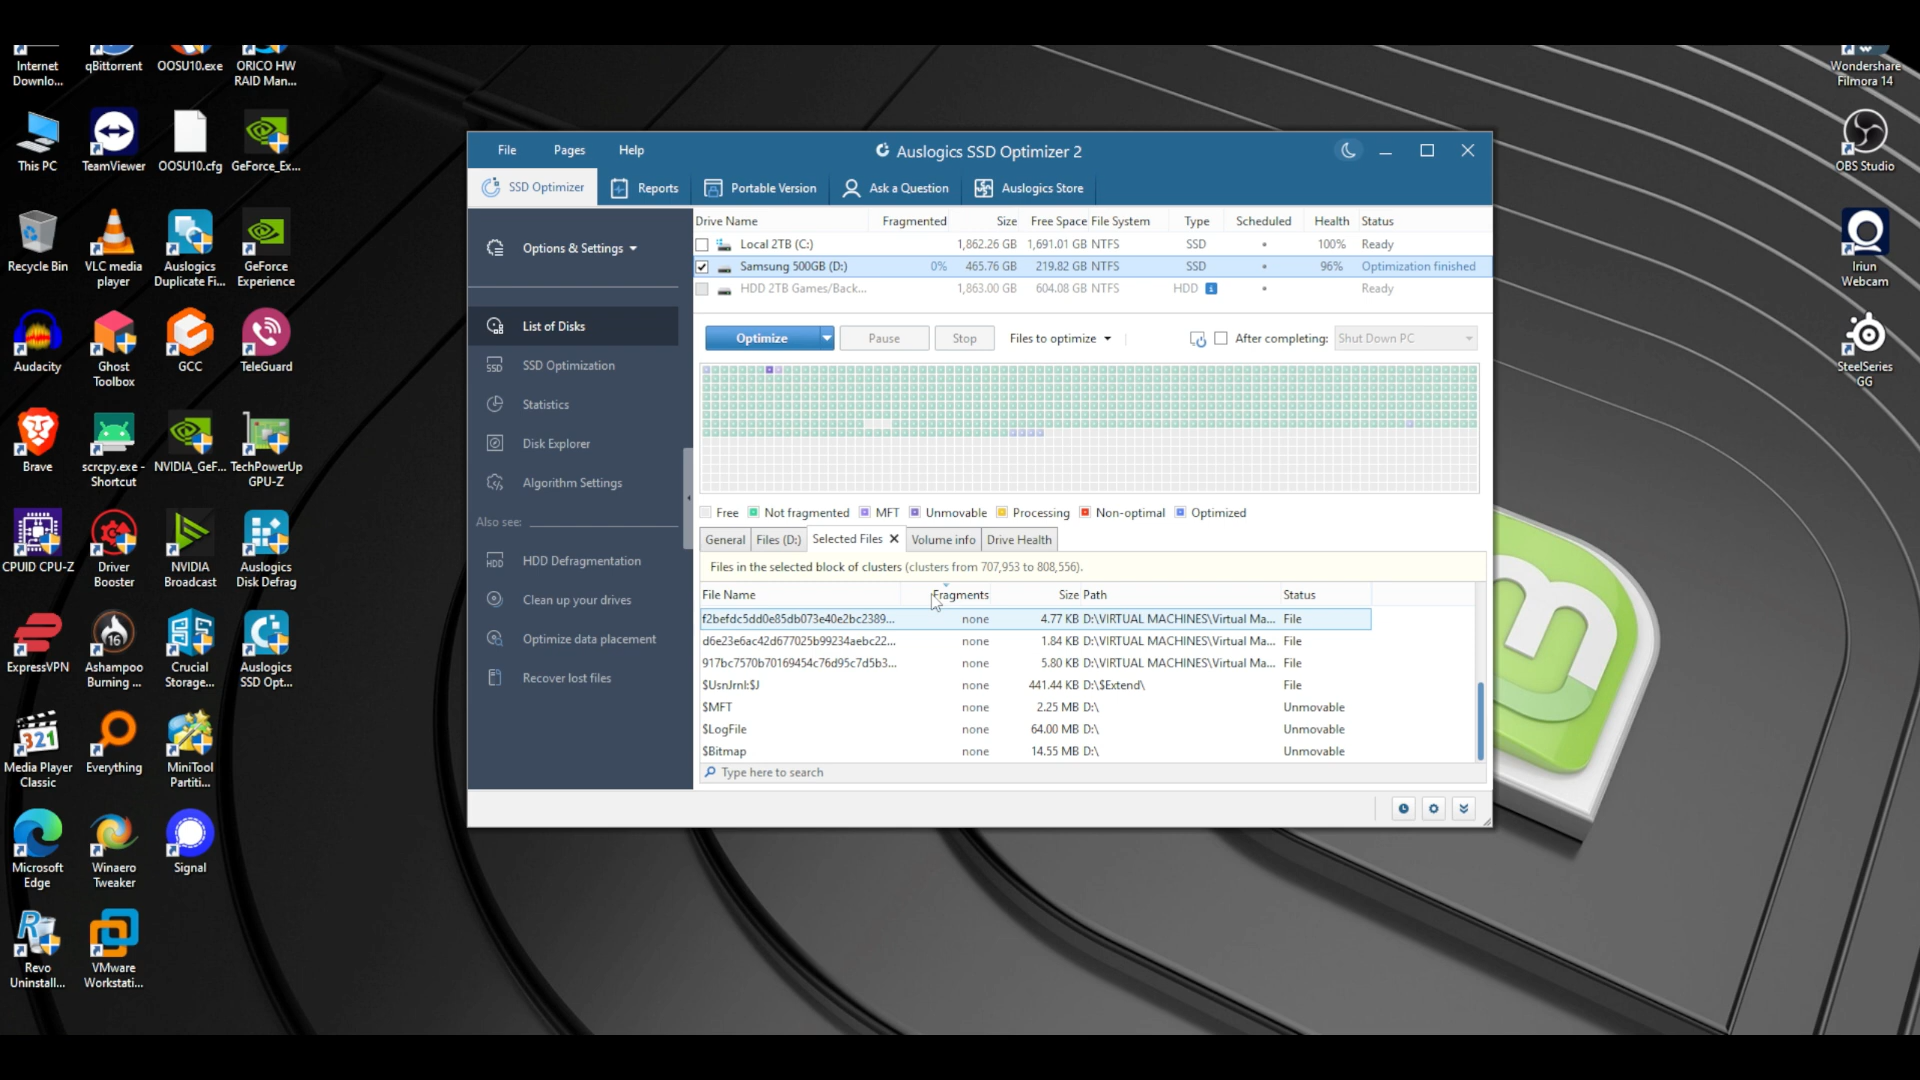 Internet
Downlo...
qBittorrent
OOSU10.exe
ORICO HW
RAID Man...
This PC
TeamViewer
OOSU10.cfg
GeForce_Ex...
Recycle Bin
VLC media
player
Auslogics
Duplicate Fi...
GeForce
Experience
Audacity
Ghost
Toolbox
GCC
TeleGuard
Brave
scrcpy.exe -
Shortcut
NVIDIA_GeF...
TechPowerUp
GPU-Z
CPUID CPU-Z
Driver
Booster
NVIDIA
Broadcast
Auslogics
Disk Defrag
ExpressVPN
16
Ashampoo
Burning ...
Crucial
Storage...
Auslogics
SSD Opt...
321
Media Player
Classic
Everything
MiniTool
Partiti...
Microsoft
Edge
Winaero
Tweaker
Signal
Revo
Uninstall...
VMware
Workstati...
File Pages Help
Auslogics SSD Optimizer 2
SSD Optimizer Reports Portable Version Ask a Question Auslogics Store
Options & Settings
List of Disks
SSD SSD Optimization
Statistics
Disk Explorer
Algorithm Settings
Also see:
HDD HDD Defragmentation
Clean up your drives
Optimize data placement
Recover lost files
Drive Name Fragmented Size Free Space File System Type Scheduled Health Status
Local 2TB (C:) 1,862.26 GB 1,691.01 GB NTFS SSD • 100% Ready
Samsung 500GB (D:) 0% 465.76 GB 219.82 GB NTFS SSD • 96% Optimization finished
HDD 2TB Games/Back... 1,863.00 GB 604.08 GB NTFS HDD • Ready
Optimize Pause Stop Files to optimize After completing: Shut Down PC
Free Not fragmented MFT Unmovable Processing Non-optimal Optimized
General Files (D:) Selected Files Volume info Drive Health
Files in the selected block of clusters (clusters from 707,953 to 808,556).
File Name Fragments Size Path Status
f2befdc5dd0e85db073e40e2bc2389... none 4.77 KB D:\VIRTUAL MACHINES\Virtual Ma... File
d6e23e6ac42d677025b99234aebc22... none 1.84 KB D:\VIRTUAL MACHINES\Virtual Ma... File
917bc7570b70169454c76d95c7d5b3... none 5.80 KB D:\VIRTUAL MACHINES\Virtual Ma... File
$UsnJrnl:$J none 441.44 KB D:\$Extend\ File
$MFT none 2.25 MB D:\ Unmovable
$LogFile none 64.00 MB D:\ Unmovable
$Bitmap none 14.55 MB D:\ Unmovable
Type here to search
Wondershare
Filmora 14
OBS Studio
Iriun
Webcam
SteelSeries
GG